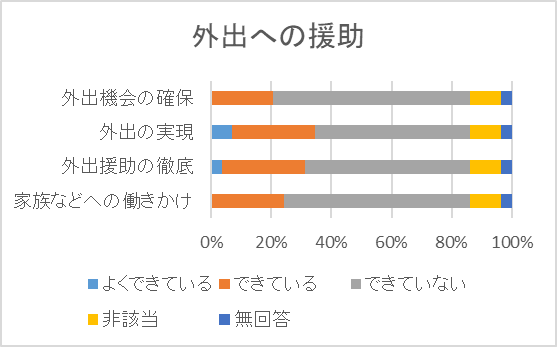 外出への援助
外出機会の確保
外出の実現
外出援助の徹底
家族などへの働きかけ
0% 20% 40% 60% 80% 100%
よくできている できている できていない
非該当 無回答